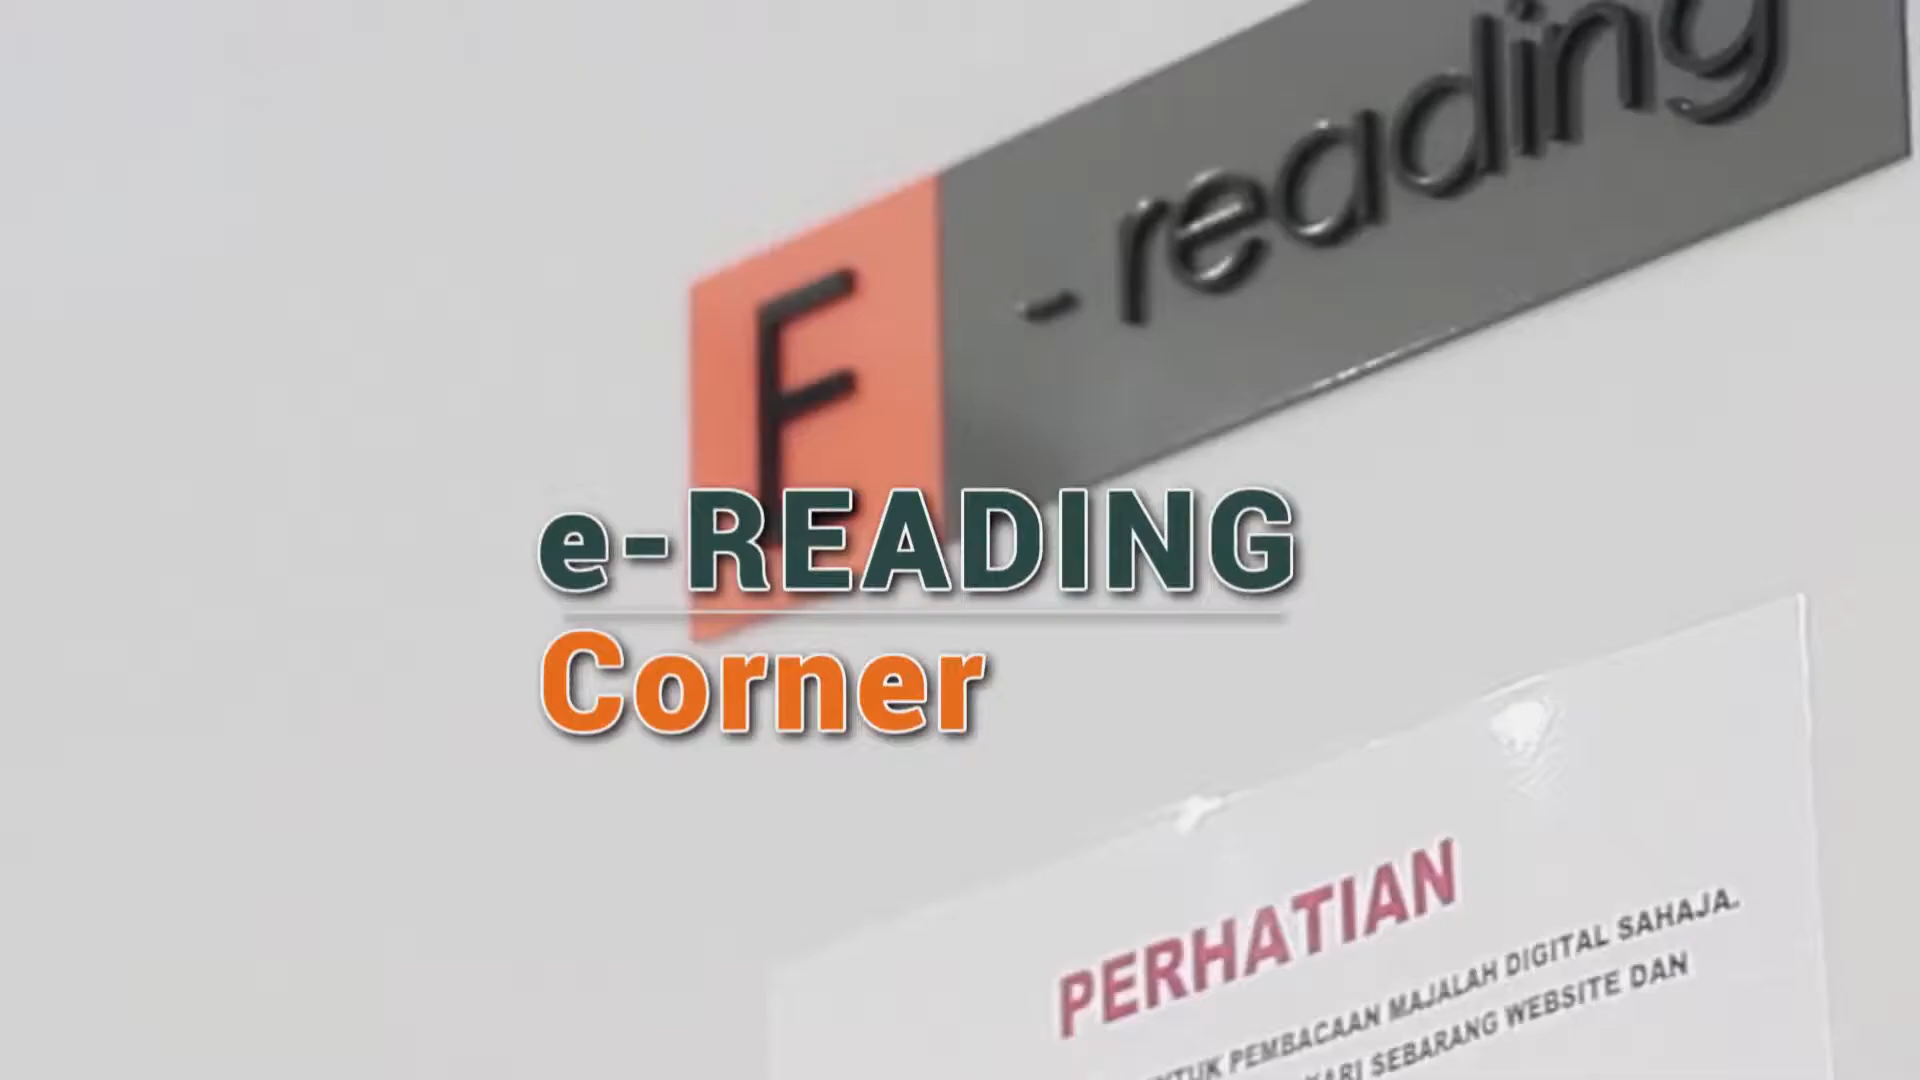 E-reading
e-READING
Corner
PERHATIAN
PEMBACAAN MAJALAH DIGITAL SAHAJA.
SEBARANG WEBSITE DAN